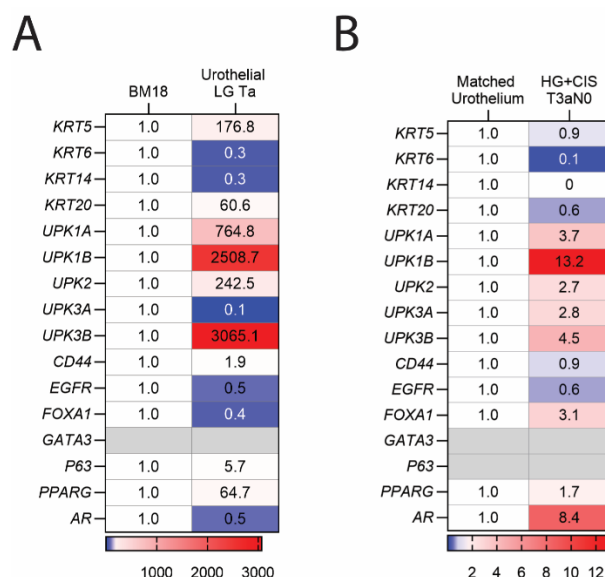 A
BM18
Urothelial
LG Ta
KRT5 1.0 176.8
KRT6 1.0 0.3
KRT14 1.0 0.3
KRT20 1.0 60.6
UPK1A 1.0 764.8
UPK1B 1.0 2508.7
UPK2 1.0 242.5
UPK3A 1.0 0.1
UPK3B 1.0 3065.1
CD44 1.0 1.9
EGFR 1.0 0.5
FOXA1 1.0 0.4
GATA3
P63 1.0 5.7
PPARG 1.0 64.7
AR 1.0 0.5
1000 2000 3000
B
Matched
Urothelium
HG+CIS
T3aN0
KRT5 1.0 0.9
KRT6 1.0 0.1
KRT14 1.0 0
KRT20 1.0 0.6
UPK1A 1.0 3.7
UPK1B 1.0 13.2
UPK2 1.0 2.7
UPK3A 1.0 2.8
UPK3B 1.0 4.5
CD44 1.0 0.9
EGFR 1.0 0.6
FOXA1 1.0 3.1
GATA3
P63
PPARG 1.0 1.7
AR 1.0 8.4
2 4 6 8 10 12